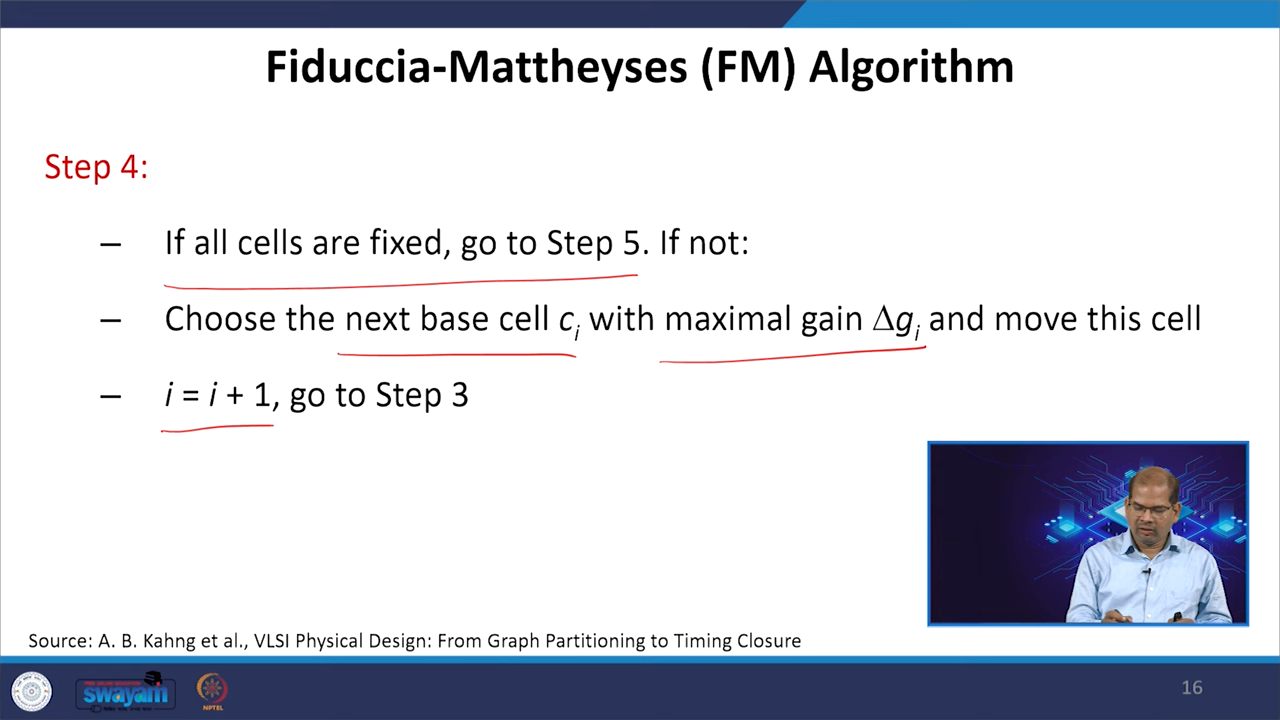 Fiduccia-Mattheyses (FM) Algorithm
Step 4:
– If all cells are fixed, go to Step 5. If not:
– Choose the next base cell cᵢ with maximal gain Δgᵢ and move this cell
– i = i + 1, go to Step 3
Source: A. B. Kahng et al., VLSI Physical Design: From Graph Partitioning to Timing Closure
swayam
NPTEL
16